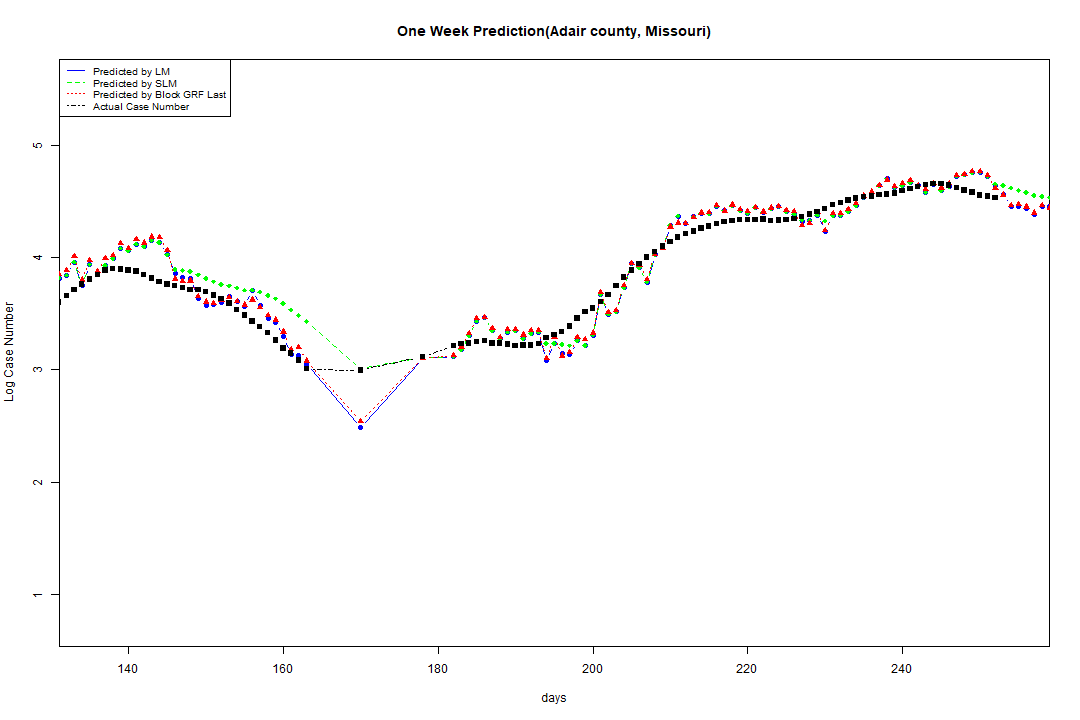 One Week Prediction(Adair county, Missouri)
Predicted by LM
Predicted by SLM
Predicted by Block GRF Last
Actual Case Number
5
4
3
2
1
Log Case Number
140 160 180 200 220 240
days